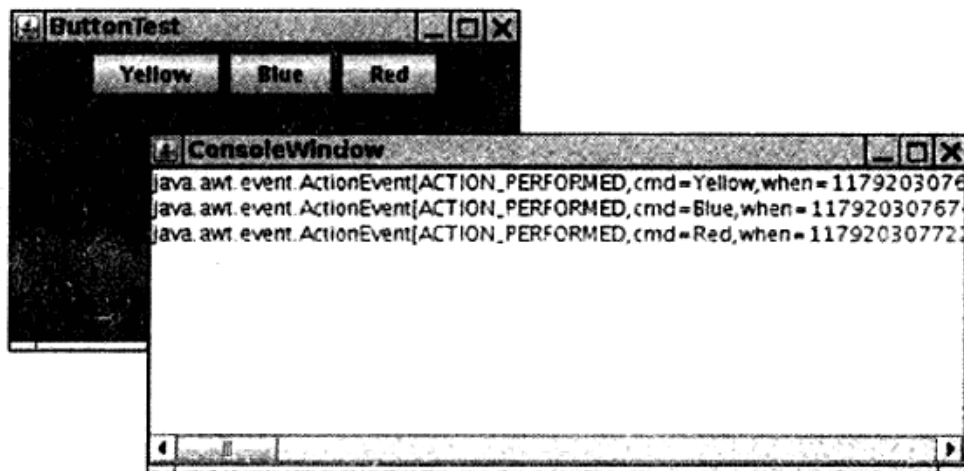 ButtonTest
Yellow Blue Red
ConsoleWindow
java.awt.event.ActionEvent[ACTION_PERFORMED,cmd=Yellow,when=1179203076
java.awt.event.ActionEvent[ACTION_PERFORMED,cmd=Blue,when=117920307674
java.awt.event.ActionEvent[ACTION_PERFORMED,cmd=Red,when=117920307722